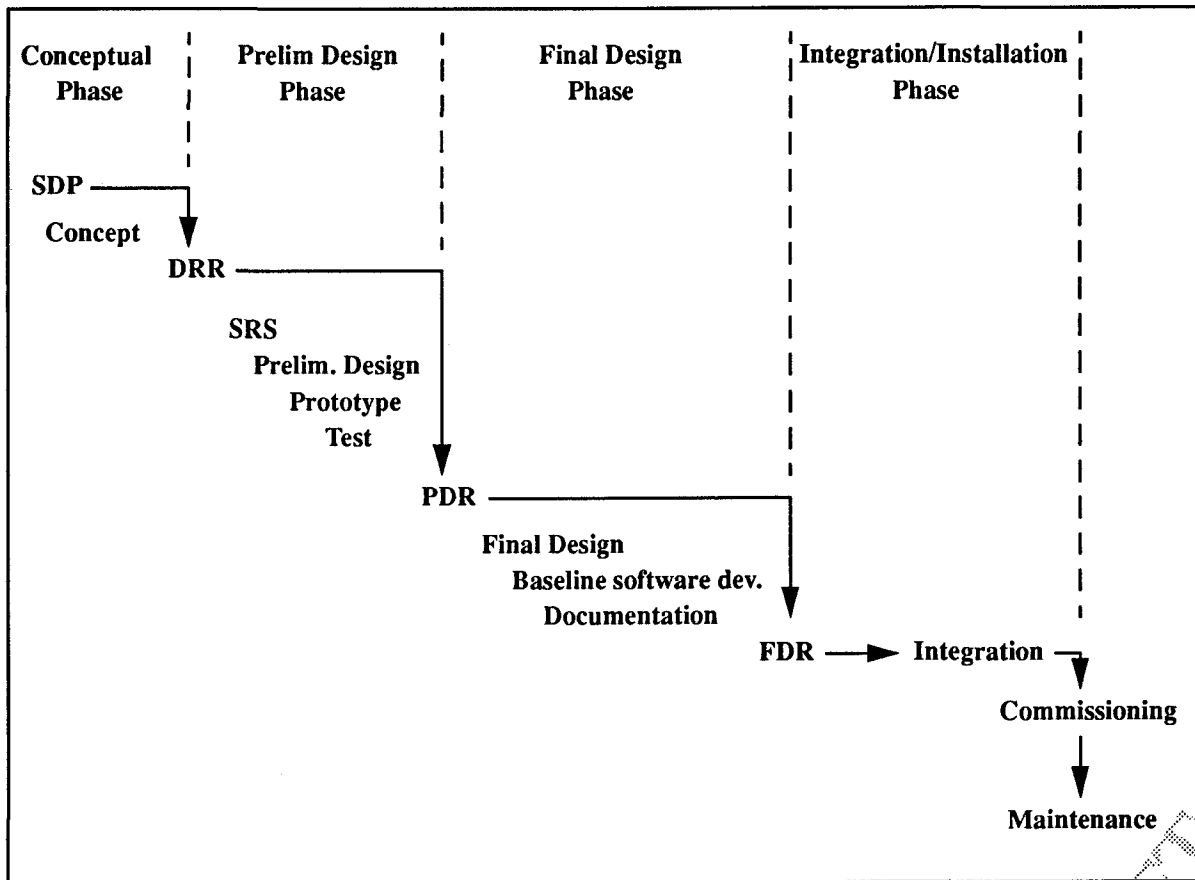 Conceptual
Phase
Prelim Design
Phase
Final Design
Phase
Integration/Installation
Phase
SDP
Concept
DRR
SRS
Prelim. Design
Prototype
Test
PDR
Final Design
Baseline software dev.
Documentation
FDR
Integration
Commissioning
Maintenance